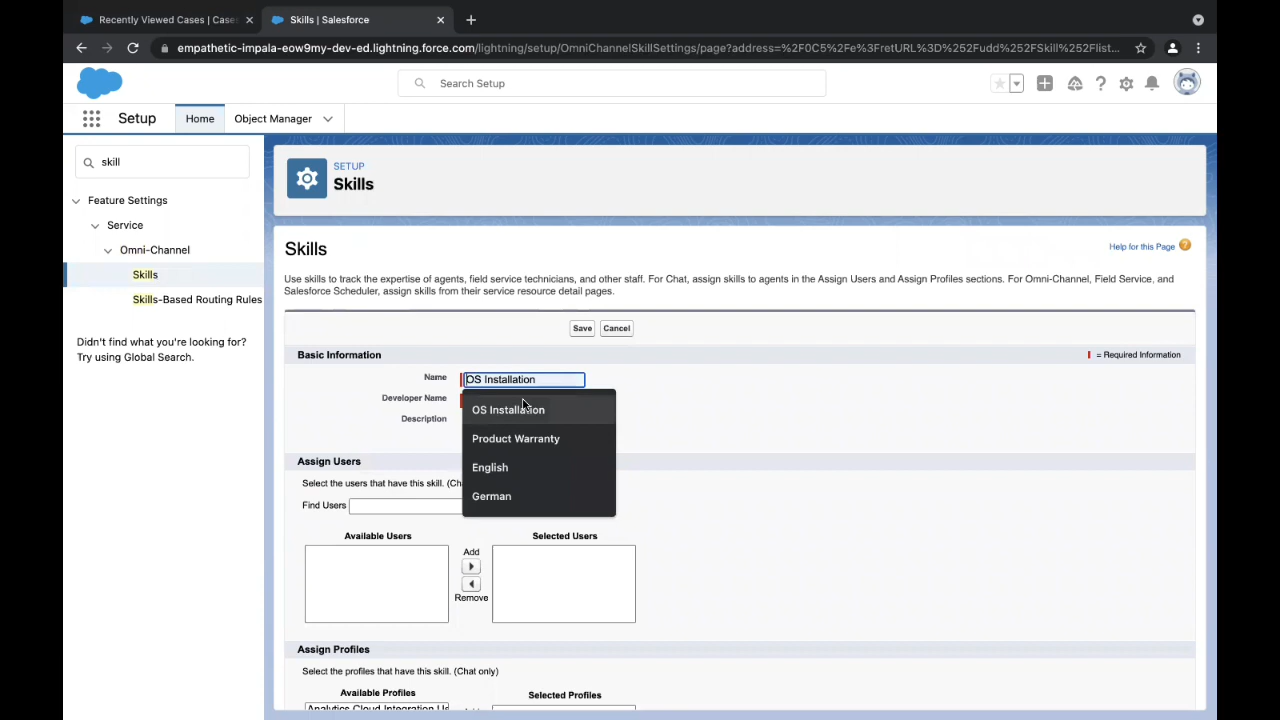 Recently Viewed Cases | Case
Skills | Salesforce
empathetic-impala-eow9my-dev-ed.lightning.force.com/lightning/setup/OmniChannelSkillSettings/page?address=%2F0C5%2Fe%3FretURL%3D%252Fudd%252FSkill%252Flist...
Search Setup
Setup
Home
Object Manager
skill
Feature Settings
Service
Omni-Channel
Skills
Skills-Based Routing Rules
Didn't find what you're looking for?
Try using Global Search.
SETUP
Skills
Skills
Help for this Page
Use skills to track the expertise of agents, field service technicians, and other staff. For Chat, assign skills to agents in the Assign Users and Assign Profiles sections. For Omni-Channel, Field Service, and
Salesforce Scheduler, assign skills from their service resource detail pages.
Save Cancel
Basic Information
= Required Information
Name OS Installation
Developer Name
Description
OS Installation
Product Warranty
English
German
Assign Users
Select the users that have this skill. (Ch
Find Users
Available Users
Add
Remove
Selected Users
Assign Profiles
Select the profiles that have this skill. (Chat only)
Available Profiles
Selected Profiles
Analytics Cloud Integration Us